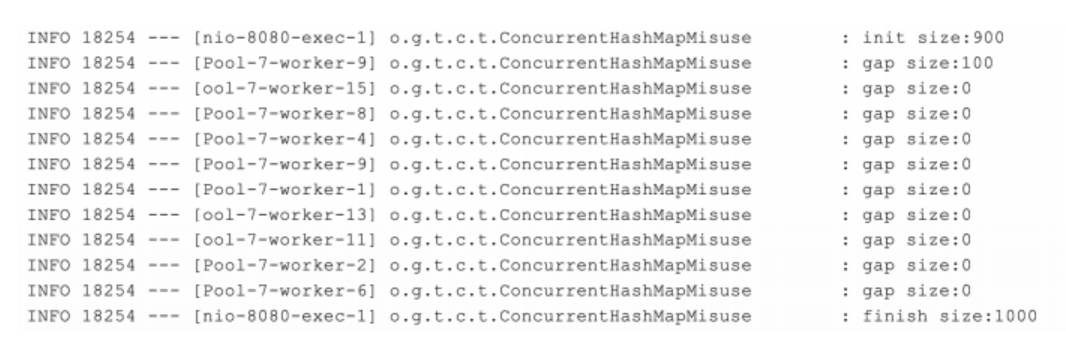 INFO 18254 --- [nio-8080-exec-1] o.g.t.c.t.ConcurrentHashMapMisuse : init size:900
INFO 18254 --- [Pool-7-worker-9] o.g.t.c.t.ConcurrentHashMapMisuse : gap size:100
INFO 18254 --- [ool-7-worker-15] o.g.t.c.t.ConcurrentHashMapMisuse : gap size:0
INFO 18254 --- [Pool-7-worker-8] o.g.t.c.t.ConcurrentHashMapMisuse : gap size:0
INFO 18254 --- [Pool-7-worker-4] o.g.t.c.t.ConcurrentHashMapMisuse : gap size:0
INFO 18254 --- [Pool-7-worker-9] o.g.t.c.t.ConcurrentHashMapMisuse : gap size:0
INFO 18254 --- [Pool-7-worker-1] o.g.t.c.t.ConcurrentHashMapMisuse : gap size:0
INFO 18254 --- [ool-7-worker-13] o.g.t.c.t.ConcurrentHashMapMisuse : gap size:0
INFO 18254 --- [ool-7-worker-11] o.g.t.c.t.ConcurrentHashMapMisuse : gap size:0
INFO 18254 --- [Pool-7-worker-2] o.g.t.c.t.ConcurrentHashMapMisuse : gap size:0
INFO 18254 --- [Pool-7-worker-6] o.g.t.c.t.ConcurrentHashMapMisuse : gap size:0
INFO 18254 --- [nio-8080-exec-1] o.g.t.c.t.ConcurrentHashMapMisuse : finish size:1000